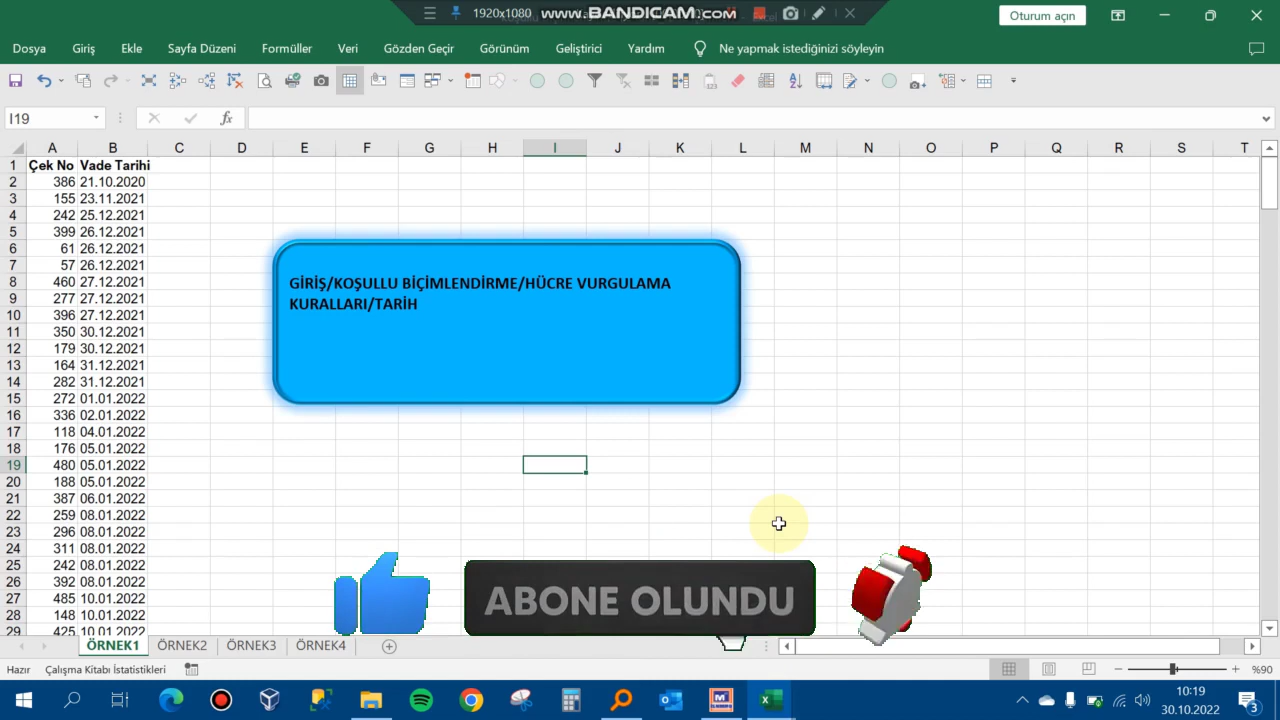 1920x1080
www.BANDICAM.com
Oturum açın
Dosya Giriş Ekle Sayfa Düzeni Formüller Veri Gözden Geçir Görünüm Geliştirici Yardım Ne yapmak istediğinizi söyleyin
I19
fx
A B C D E F G H I J K L M N O P Q R S T
1 Çek No Vade Tarihi
2 386 21.10.2020
3 155 23.11.2021
4 242 25.12.2021
5 399 26.12.2021
6 61 26.12.2021
7 57 26.12.2021
8 460 27.12.2021
9 277 27.12.2021
10 396 27.12.2021
11 350 30.12.2021
12 179 30.12.2021
13 164 31.12.2021
14 282 31.12.2021
15 272 01.01.2022
16 336 02.01.2022
17 118 04.01.2022
18 176 05.01.2022
19 480 05.01.2022
20 188 05.01.2022
21 387 06.01.2022
22 259 08.01.2022
23 296 08.01.2022
24 311 08.01.2022
25 242 08.01.2022
26 392 08.01.2022
27 485 10.01.2022
28 148 10.01.2022
29 425 10.01.2022
GİRİŞ/KOŞULLU BİÇİMLENDİRME/HÜCRE VURGULAMA
KURALLARI/TARİH
ABONE OLUNDU
ÖRNEK1 ÖRNEK2 ÖRNEK3 ÖRNEK4
Hazır Çalışma Kitabı İstatistikleri %90
10:19
30.10.2022
3